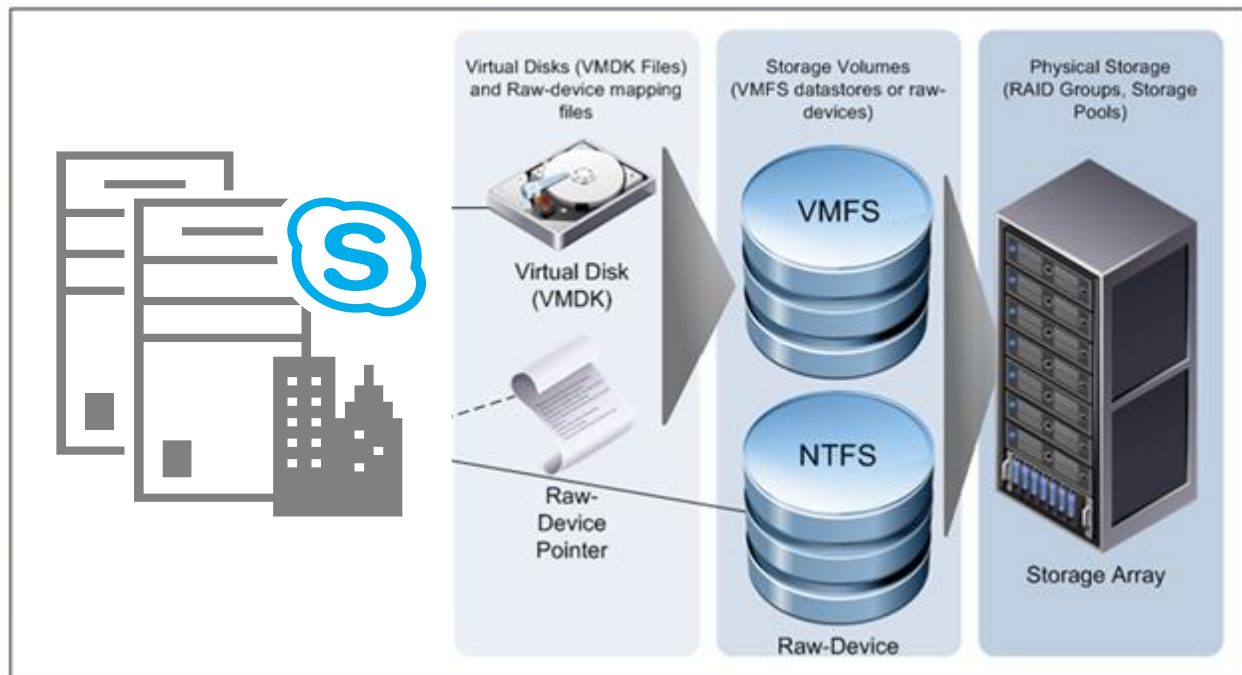 Virtual Disks (VMDK Files)
and Raw-device mapping
files
Storage Volumes
(VMFS datastores or raw-
devices)
Physical Storage
(RAID Groups, Storage
Pools)
S
VMFS
Virtual Disk
(VMDK)
NTFS
Raw-
Device
Pointer
Storage Array
Raw-Device